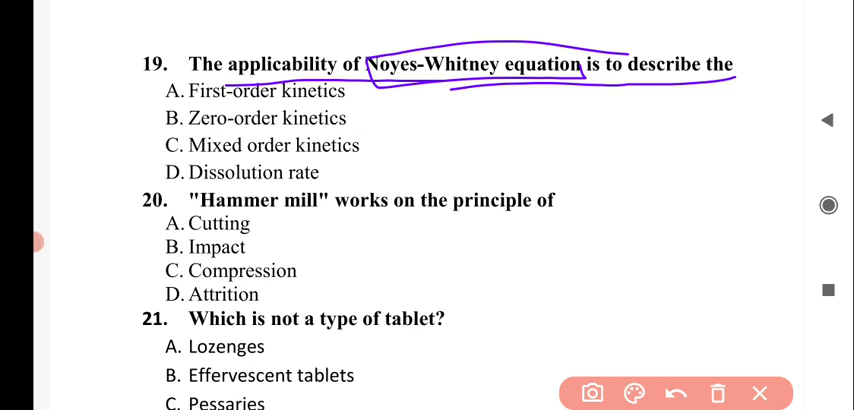 19. The applicability of Noyes-Whitney equation is to describe the
A. First-order kinetics
B. Zero-order kinetics
C. Mixed order kinetics
D. Dissolution rate
20. "Hammer mill" works on the principle of
A. Cutting
B. Impact
C. Compression
D. Attrition
21. Which is not a type of tablet?
A. Lozenges
B. Effervescent tablets
C. Pessaries